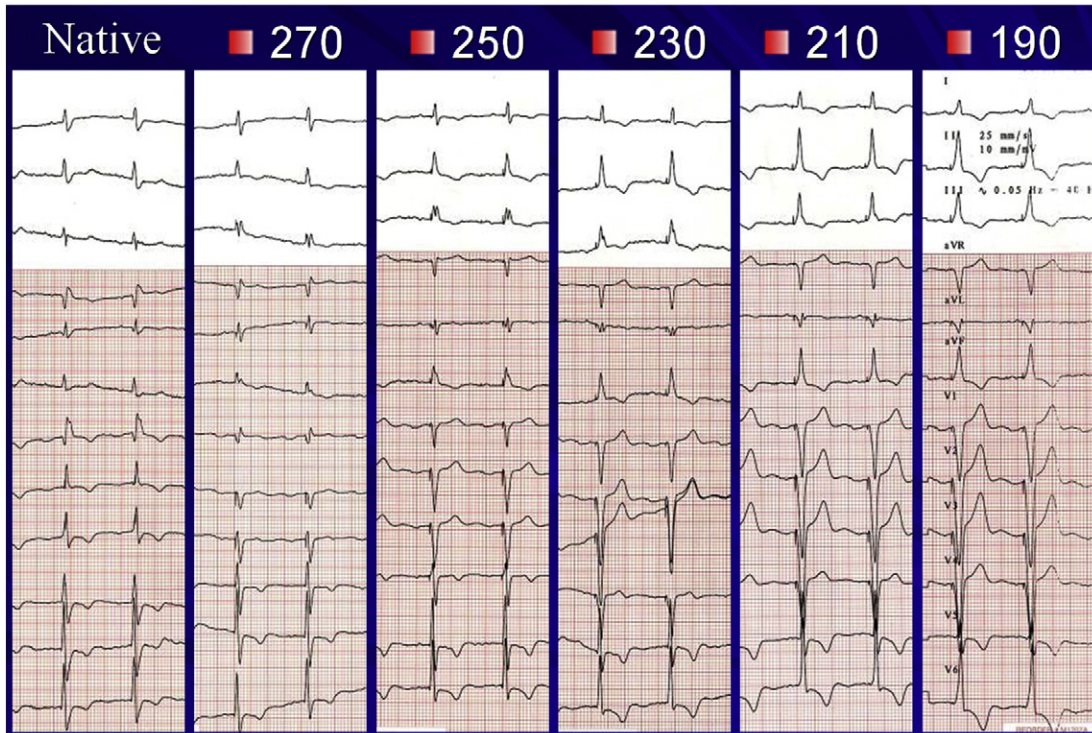 Native
270
250
230
210
190
I
II 25 mm/s
10 mm/mV
III ∿ 0.05 Hz - 40 H
aVR
aVL
aVF
V1
V2
V3
V4
V5
V6